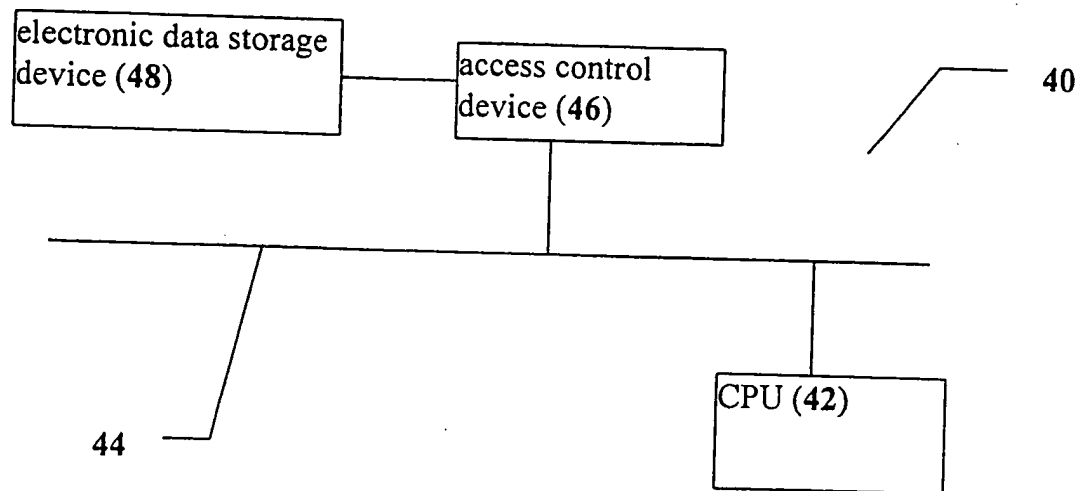 electronic data storage
device (48)
access control
device (46)
40
CPU (42)
44